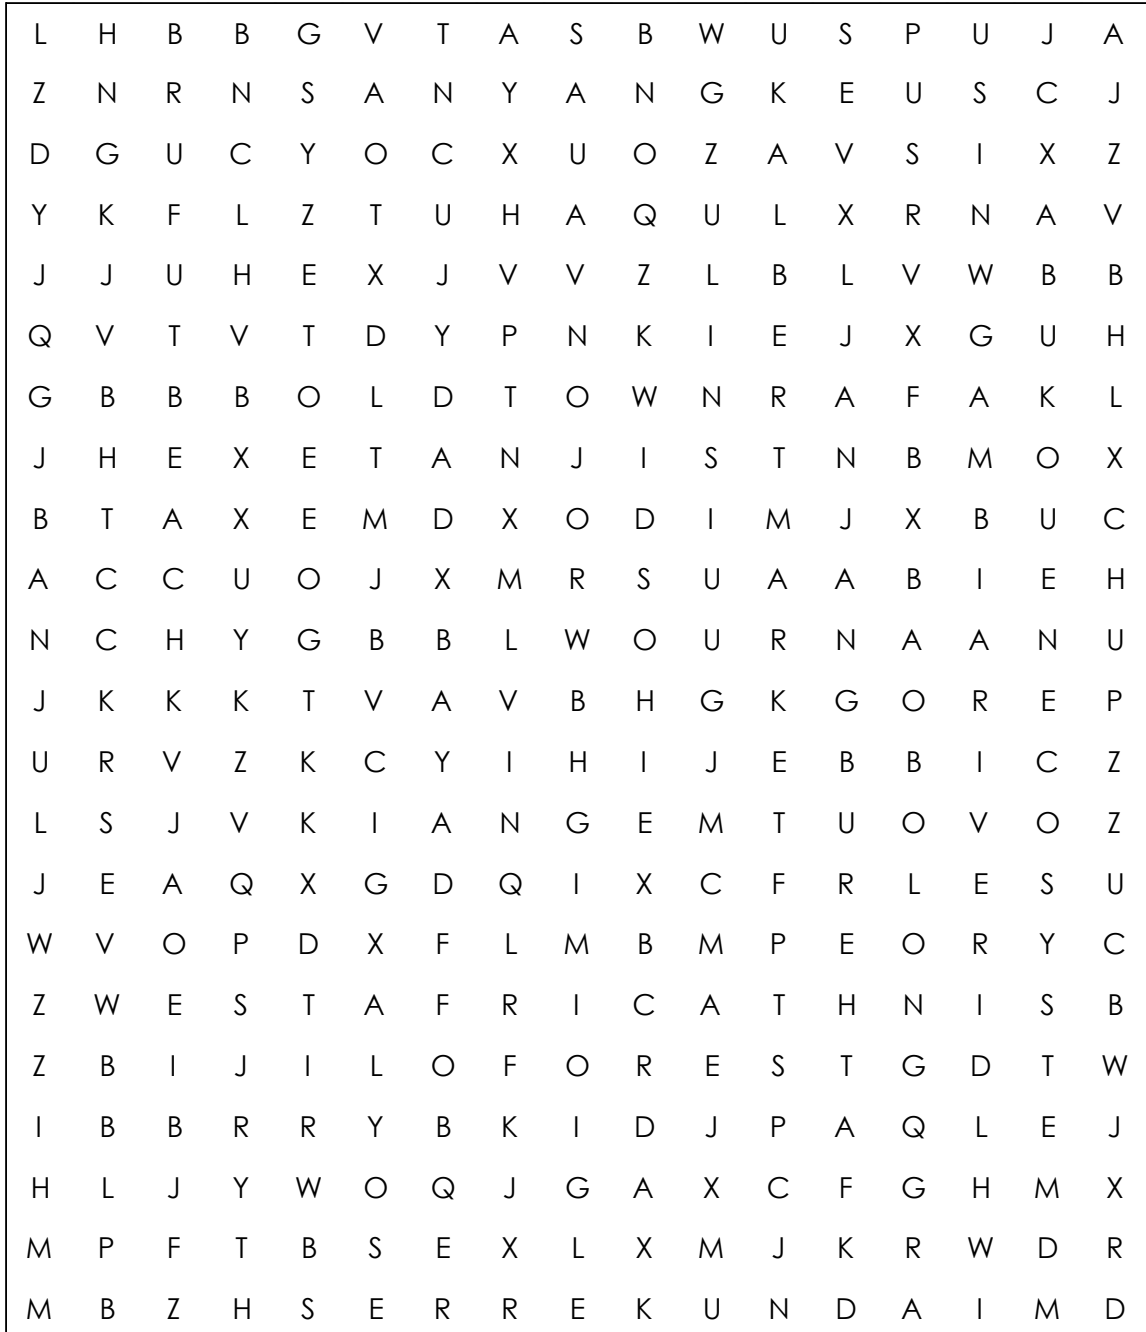 L H B B G V T A S B W U S P U J A
Z N R N S A N Y A N G K E U S C J
D G U C Y O C X U O Z A V S I X Z
Y K F L Z T U H A Q U L X R N A V
J J U H E X J V V Z L B L V W B B
Q V T V T D Y P N K I E J X G U H
G B B B O L D T O W N R A F A K L
J H E X E T A N J I S T N B M O X
B T A X E M D X O D I M J X B U C
A C C U O J X M R S U A A B I E H
N C H Y G B B L W O U R N A A N U
J K K K T V A V B H G K G O R E P
U R V Z K C Y I H I J E B B I C Z
L S J V K I A N G E M T U O V O Z
J E A Q X G D Q I X C F R L E S U
W V O P D X F L M B M P E O R Y C
Z W E S T A F R I C A T H N I S B
Z B I J I L O F O R E S T G D T W
I B B R R Y B K I D J P A Q L E J
H L J Y W O Q J G A X C F G H M X
M P F T B S E X L X M J K R W D R
M B Z H S E R R E K U N D A I M D